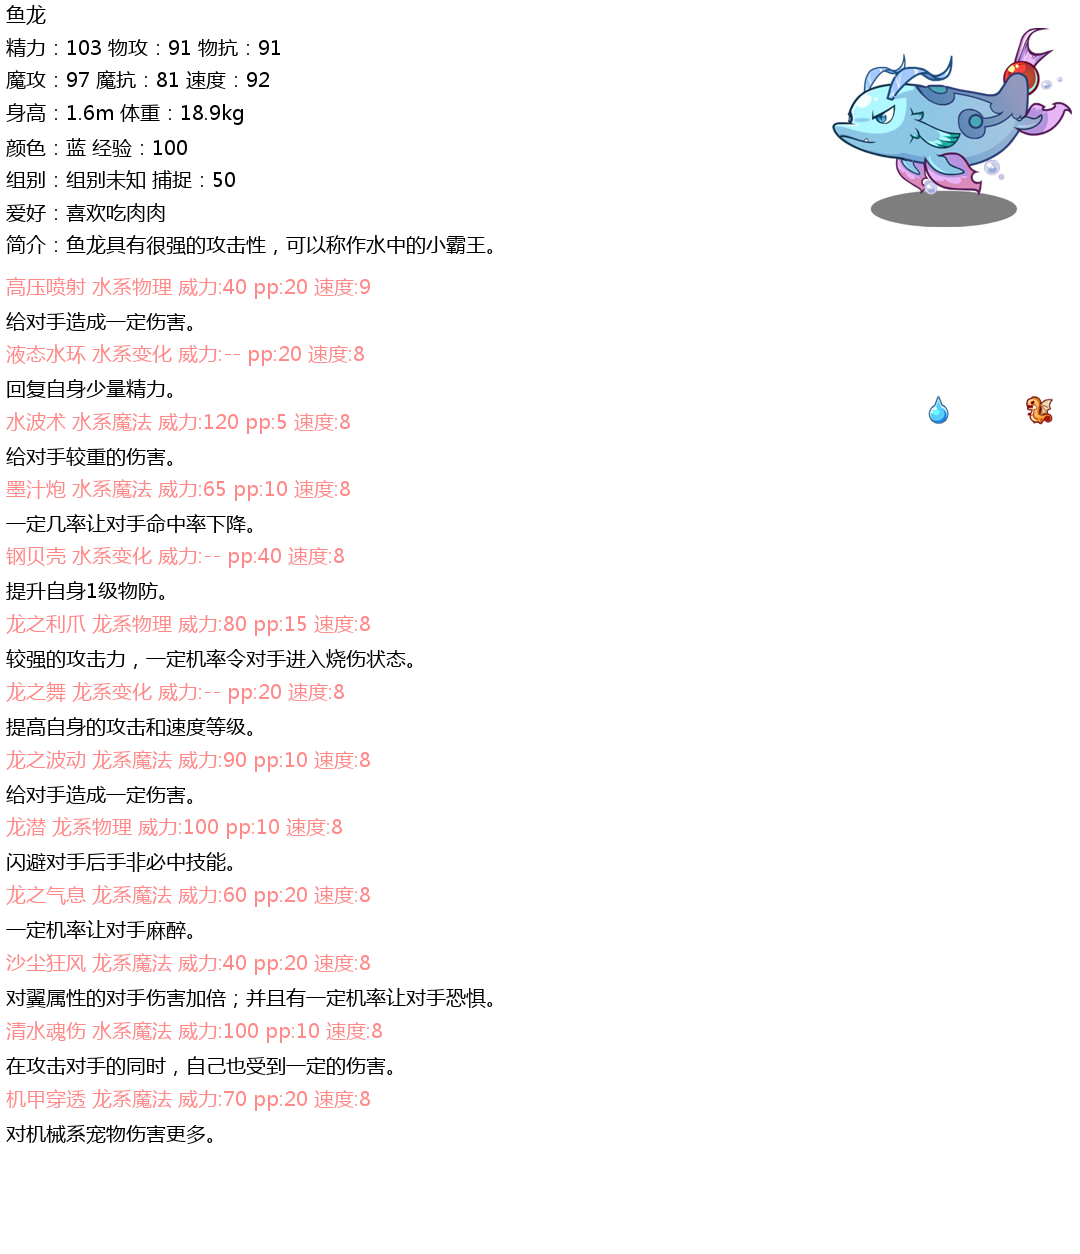 鱼龙
精力：103 物攻：91 物抗：91
魔攻：97 魔抗：81 速度：92
身高：1.6m 体重：18.9kg
颜色：蓝 经验：100
组别：组别未知 捕捉：50
爱好：喜欢吃肉肉
简介：鱼龙具有很强的攻击性，可以称作水中的小霸王。
高压喷射 水系物理 威力:40 pp:20 速度:9
给对手造成一定伤害。
液态水环 水系变化 威力:-- pp:20 速度:8
回复自身少量精力。
水波术 水系魔法 威力:120 pp:5 速度:8
给对手较重的伤害。
墨汁炮 水系魔法 威力:65 pp:10 速度:8
一定几率让对手命中率下降。
钢贝壳 水系变化 威力:-- pp:40 速度:8
提升自身1级物防。
龙之利爪 龙系物理 威力:80 pp:15 速度:8
较强的攻击力，一定机率令对手进入烧伤状态。
龙之舞 龙系变化 威力:-- pp:20 速度:8
提高自身的攻击和速度等级。
龙之波动 龙系魔法 威力:90 pp:10 速度:8
给对手造成一定伤害。
龙潜 龙系物理 威力:100 pp:10 速度:8
闪避对手后手非必中技能。
龙之气息 龙系魔法 威力:60 pp:20 速度:8
一定机率让对手麻醉。
沙尘狂风 龙系魔法 威力:40 pp:20 速度:8
对翼属性的对手伤害加倍；并且有一定机率让对手恐惧。
清水魂伤 水系魔法 威力:100 pp:10 速度:8
在攻击对手的同时，自己也受到一定的伤害。
机甲穿透 龙系魔法 威力:70 pp:20 速度:8
对机械系宠物伤害更多。